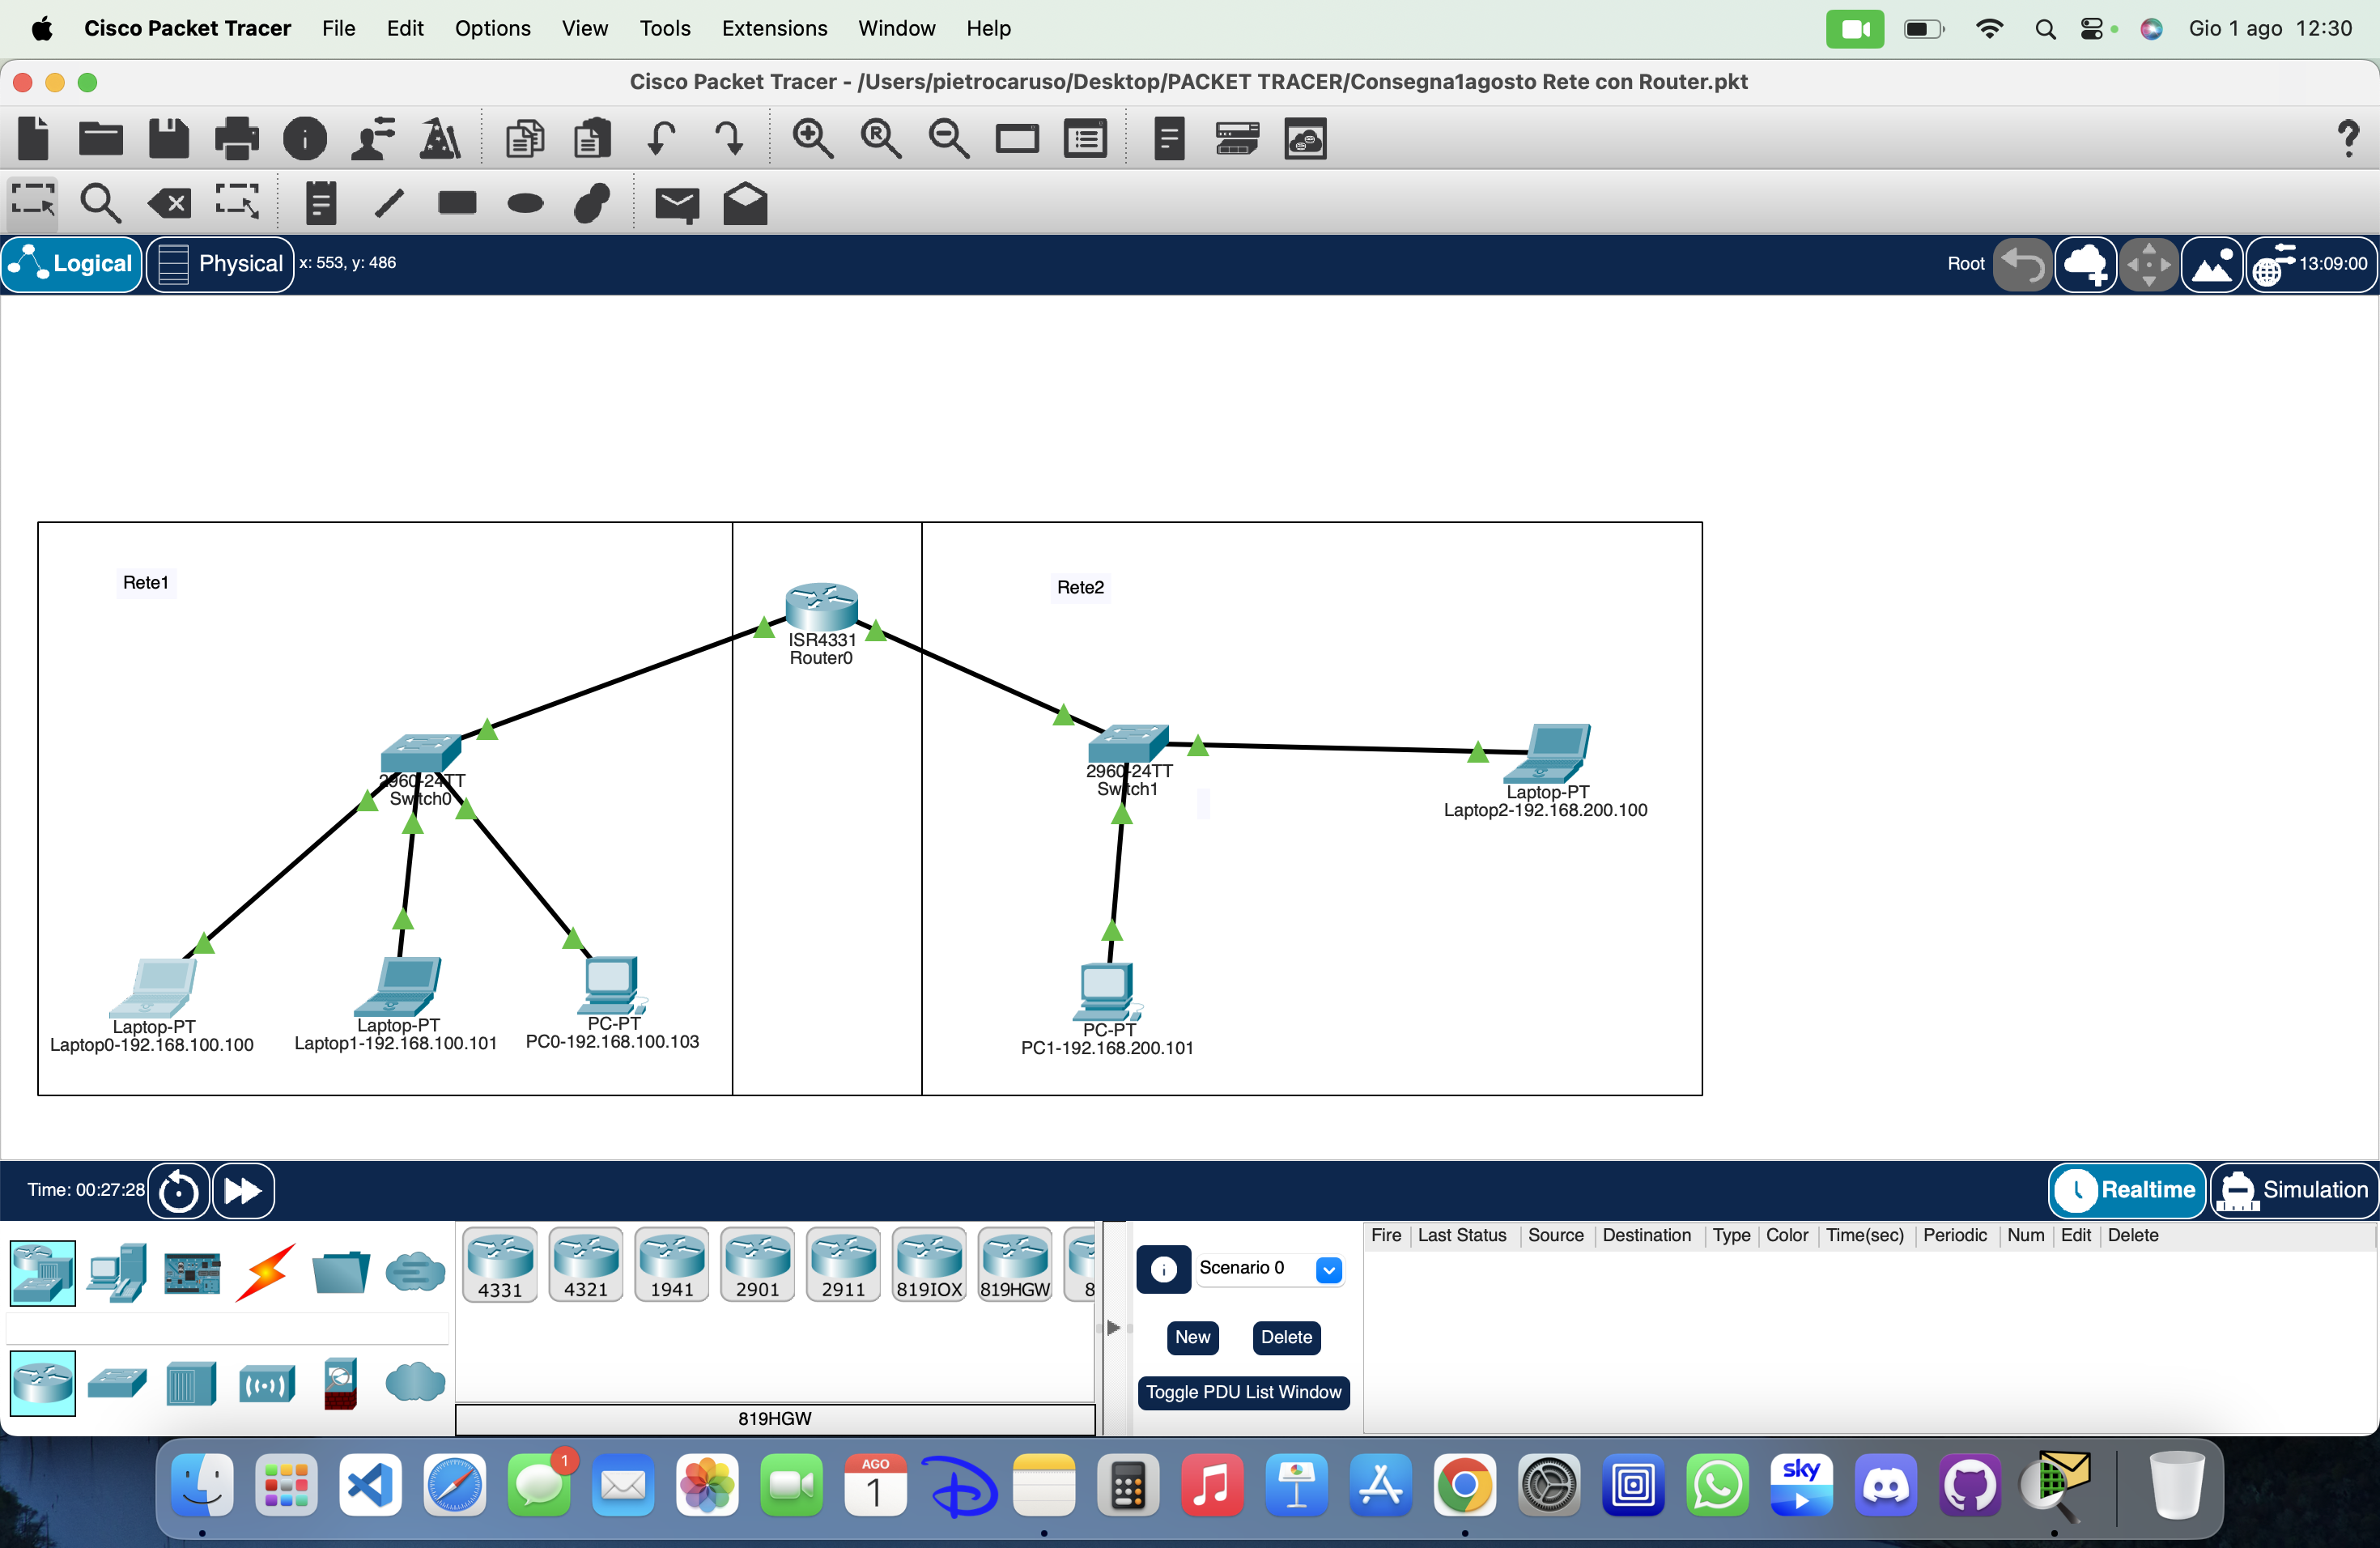 Cisco Packet Tracer File Edit Options View Tools Extensions Window Help Gio 1 ago 12:30
Cisco Packet Tracer - /Users/pietrocaruso/Desktop/PACKET TRACER/Consegna1agosto Rete con Router.pkt
Logical Physical x: 553, y: 486 Root 13:09:00
Rete1
Rete2
ISR4331
Router0
2960-24TT
Switch0
2960-24TT
Switch1
Laptop-PT
Laptop2-192.168.200.100
Laptop-PT
Laptop0-192.168.100.100
Laptop-PT
Laptop1-192.168.100.101
PC-PT
PC0-192.168.100.103
PC-PT
PC1-192.168.200.101
Time: 00:27:28 Realtime Simulation
4331 4321 1941 2901 2911 819IOX 819HGW 8
819HGW
Scenario 0
New Delete
Toggle PDU List Window
Fire Last Status Source Destination Type Color Time(sec) Periodic Num Edit Delete
1
AGO
1
sky